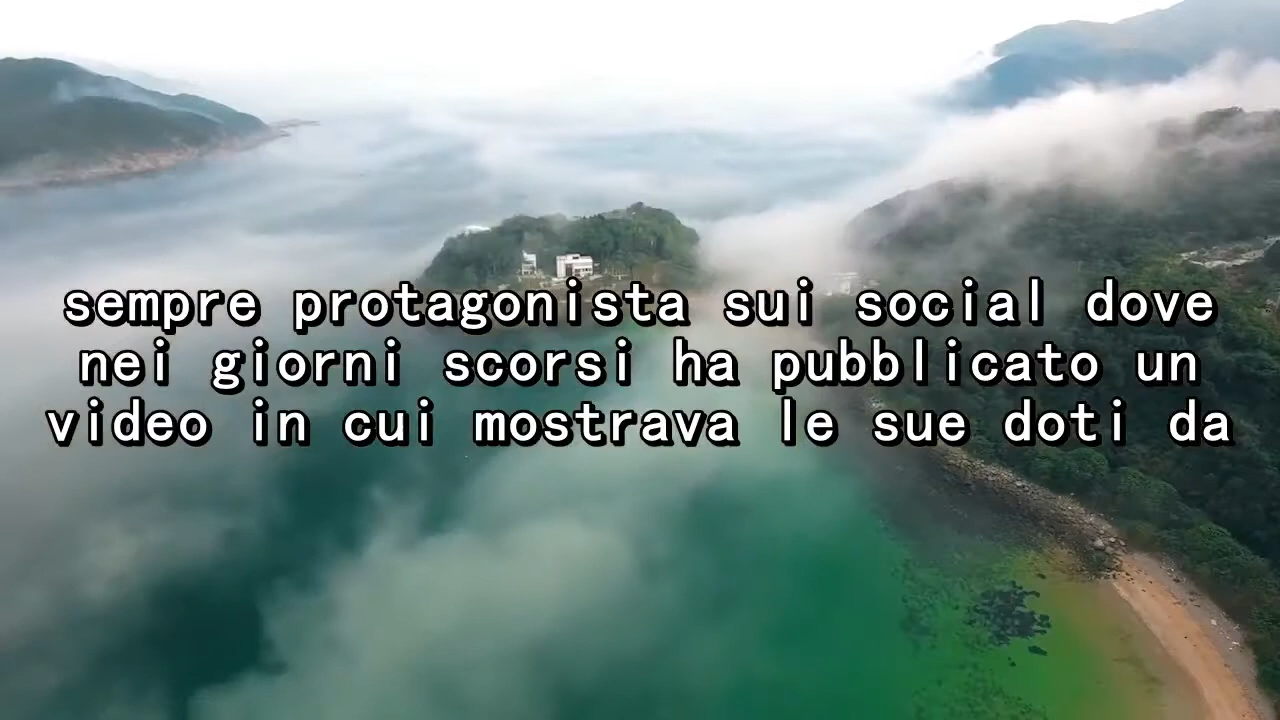 sempre protagonista sui social dove
nei giorni scorsi ha pubblicato un
video in cui mostrava le sue doti da